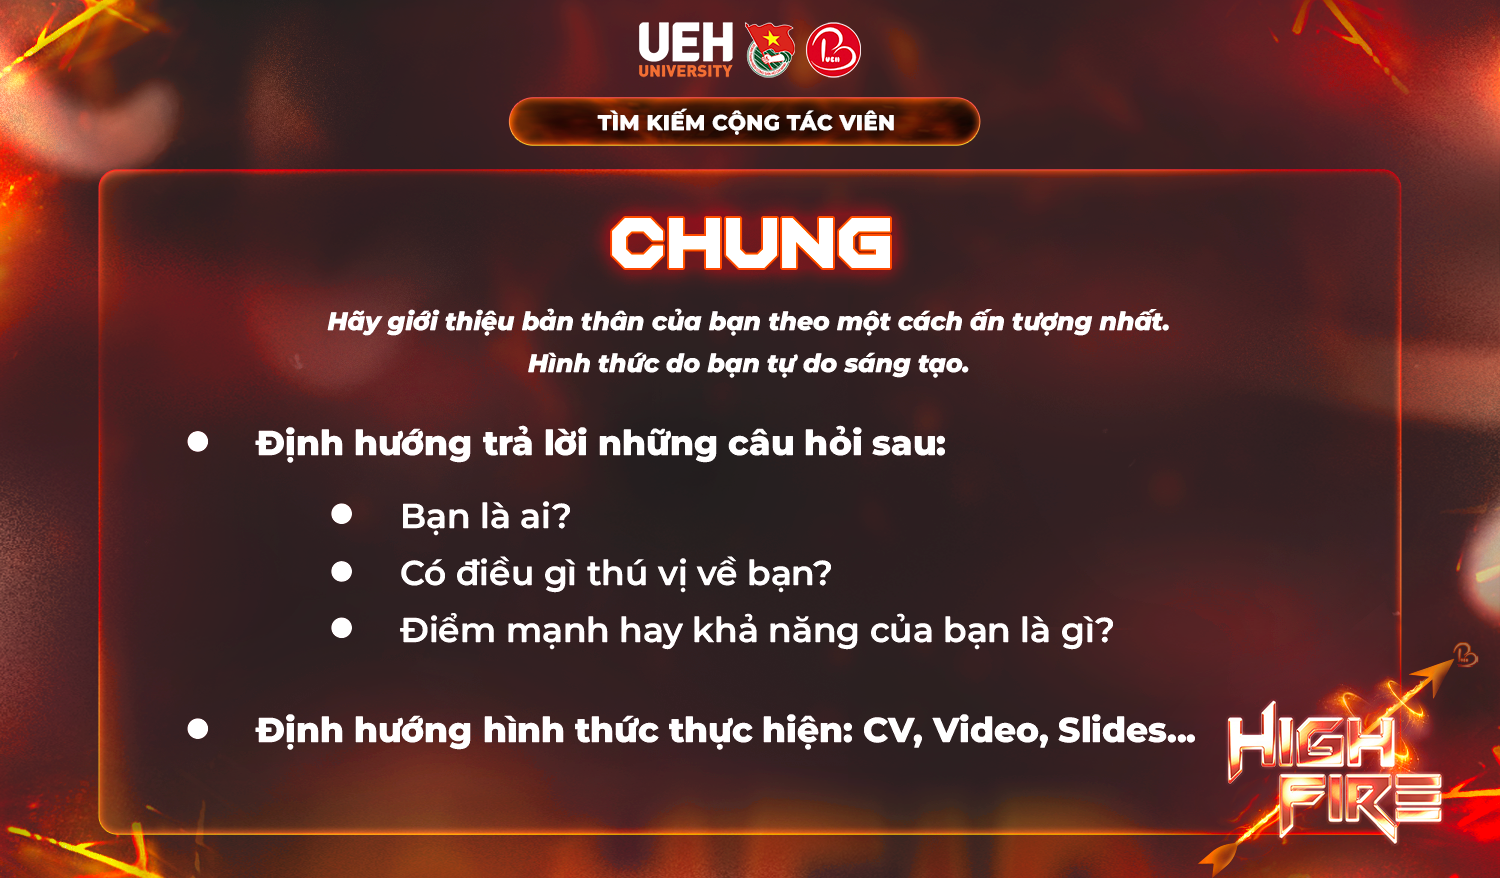 UEH
UNIVERSITY
B
UEH
TÌM KIẾM CỘNG TÁC VIÊN
CHUNG
Hãy giới thiệu bản thân của bạn theo một cách ấn tượng nhất.
Hình thức do bạn tự do sáng tạo.
Định hướng trả lời những câu hỏi sau:
Bạn là ai?
Có điều gì thú vị về bạn?
Điểm mạnh hay khả năng của bạn là gì?
Định hướng hình thức thực hiện: CV, Video, Slides...
HIGH
FIRE